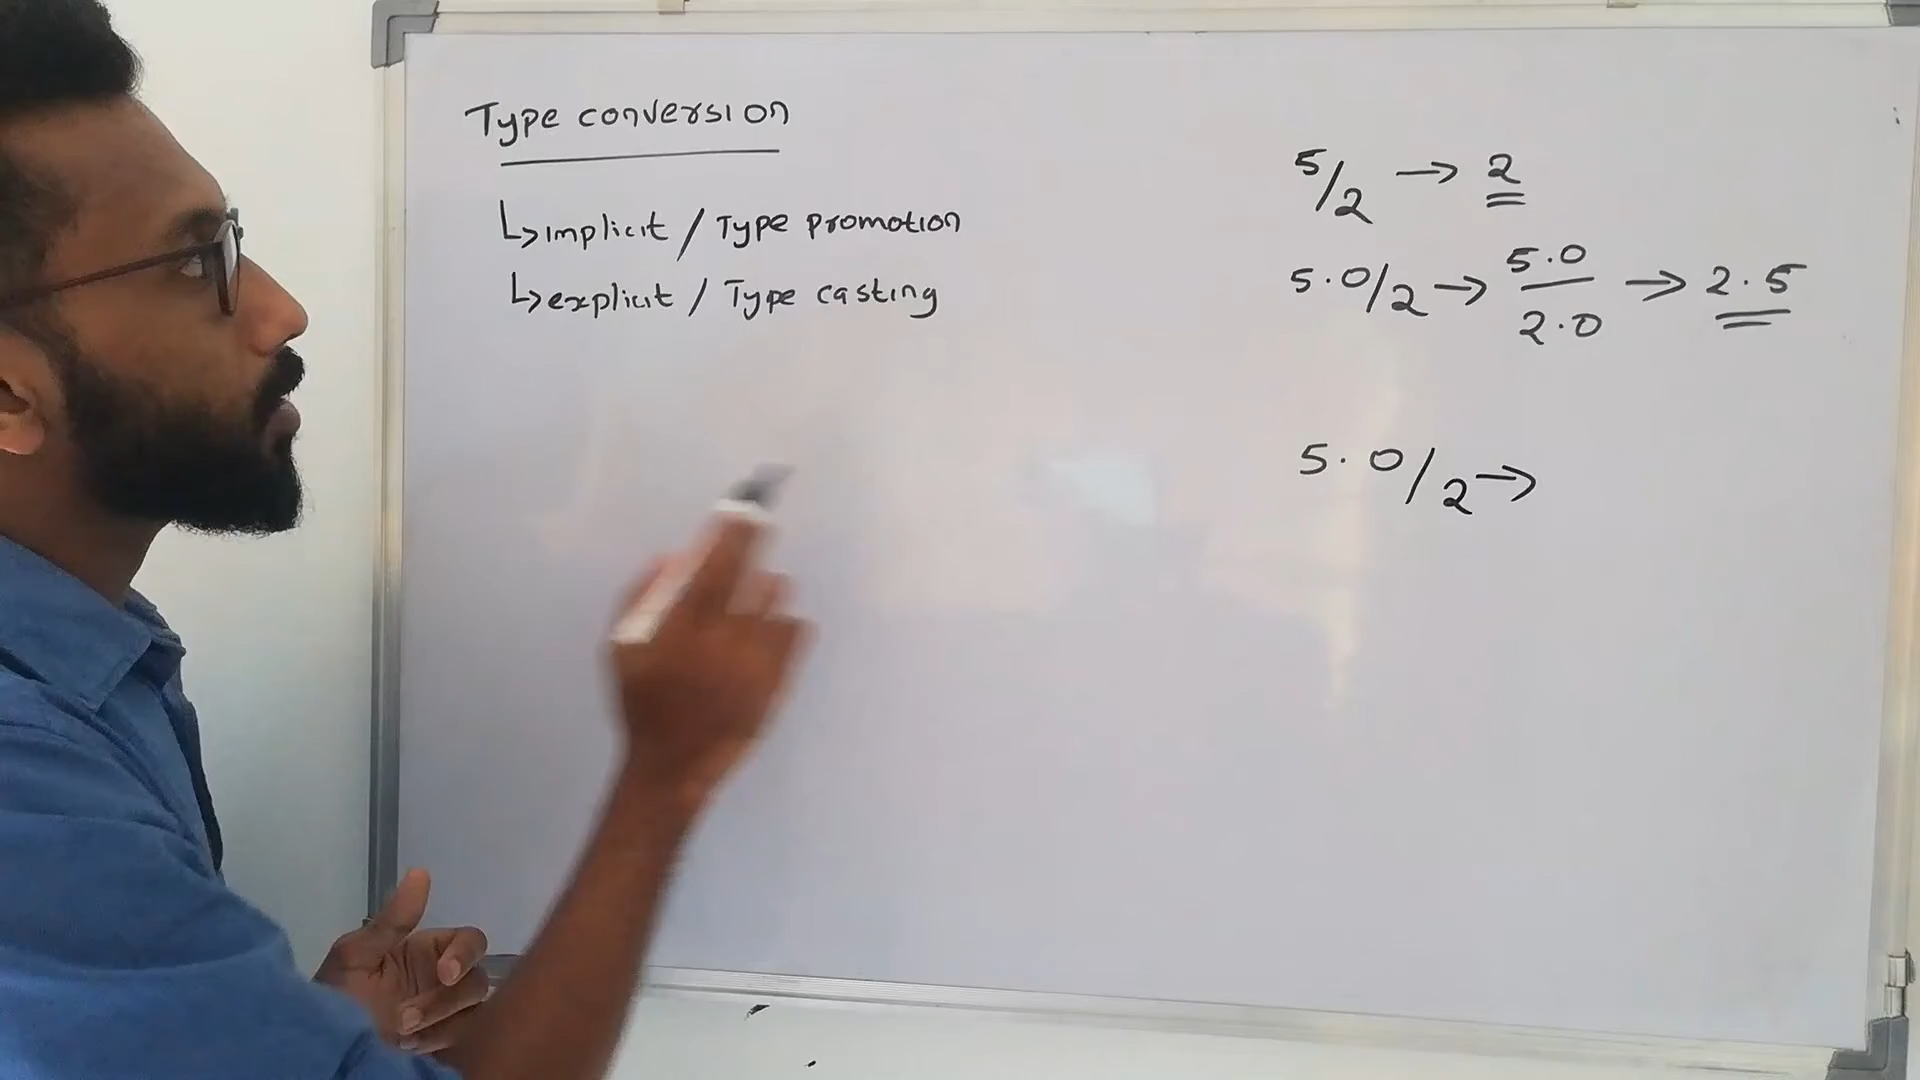 Type conversion
↳ implicit / Type promotion
↳ explicit / Type casting
5/2 → 2
5.0/2 → 5.0/2.0 → 2.5
5.0/2 →